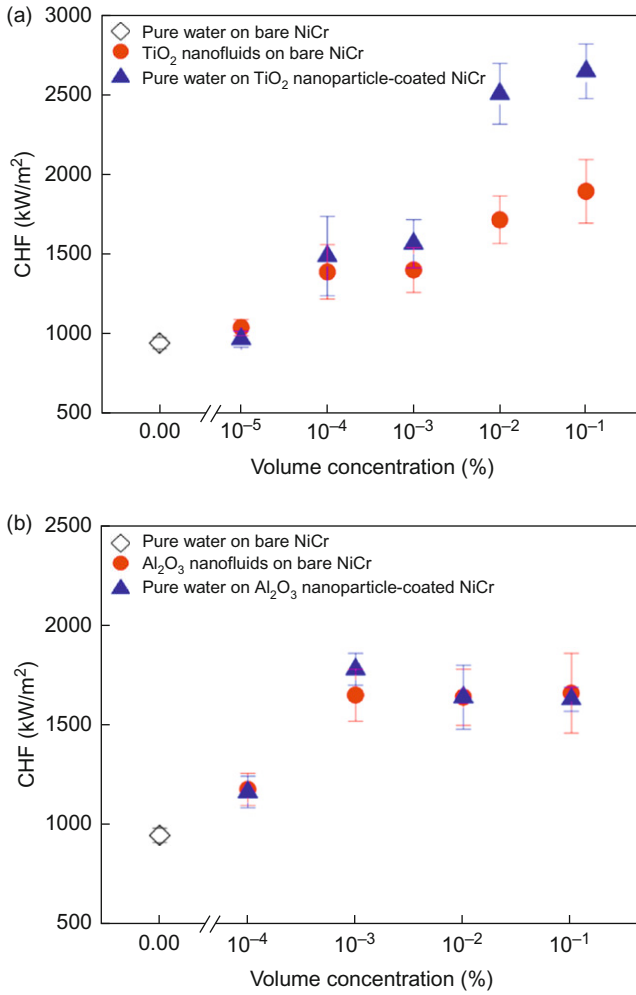 (a)
3000
2500
2000
1500
1000
500
CHF (kW/m²)
Pure water on bare NiCr
TiO₂ nanofluids on bare NiCr
Pure water on TiO₂ nanoparticle-coated NiCr
0.00 10⁻⁵ 10⁻⁴ 10⁻³ 10⁻² 10⁻¹
Volume concentration (%)
(b)
2500
2000
1500
1000
500
CHF (kW/m²)
Pure water on bare NiCr
Al₂O₃ nanofluids on bare NiCr
Pure water on Al₂O₃ nanoparticle-coated NiCr
0.00 10⁻⁴ 10⁻³ 10⁻² 10⁻¹
Volume concentration (%)